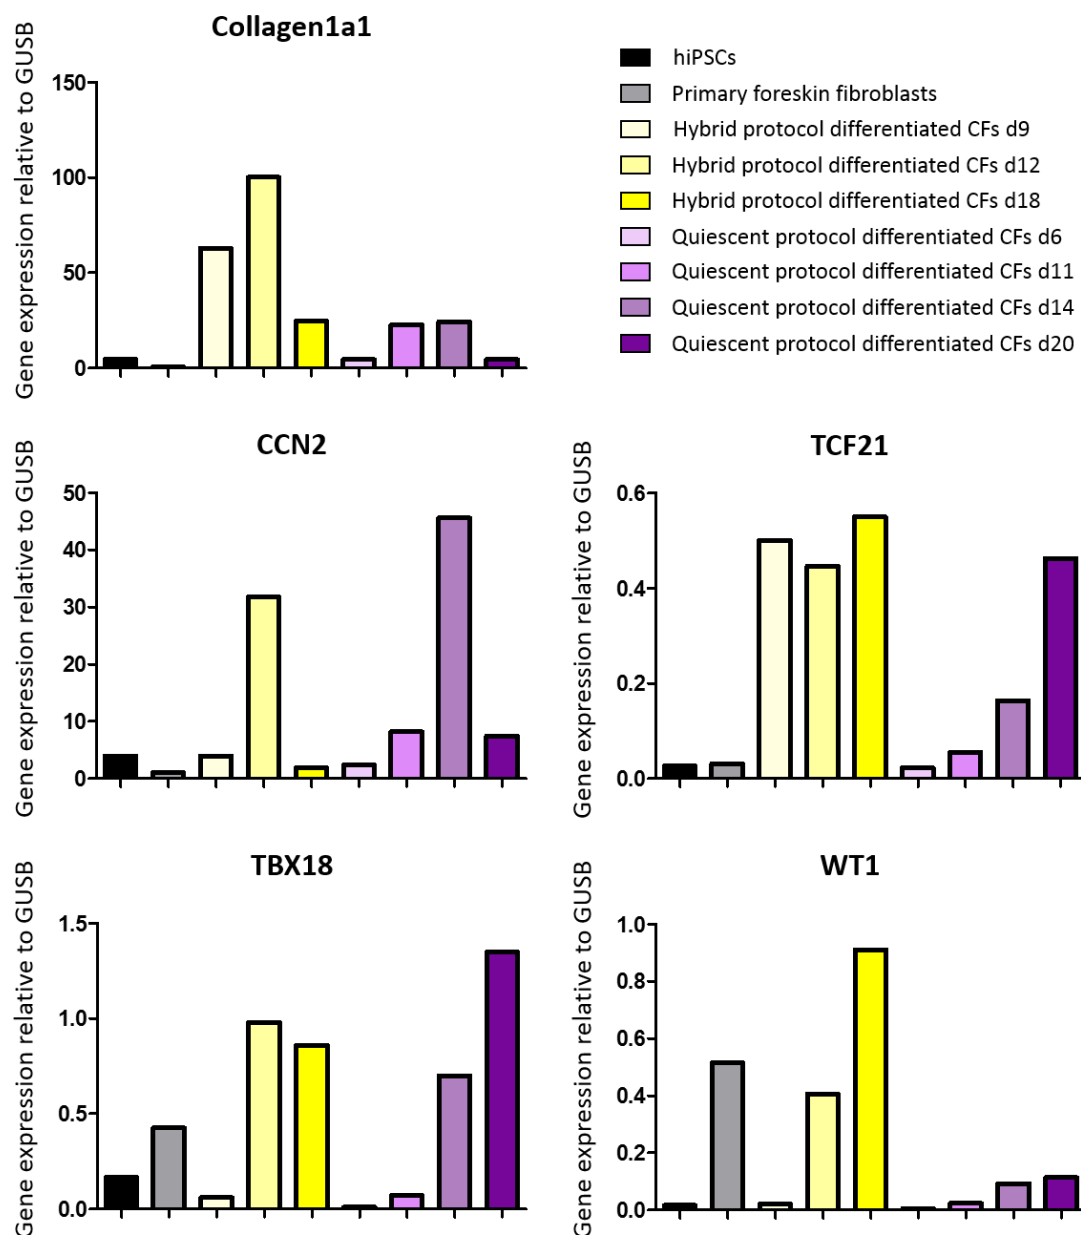 Collagen1a1
Gene expression relative to GUSB
150
100
50
0
hiPSCs
Primary foreskin fibroblasts
Hybrid protocol differentiated CFs d9
Hybrid protocol differentiated CFs d12
Hybrid protocol differentiated CFs d18
Quiescent protocol differentiated CFs d6
Quiescent protocol differentiated CFs d11
Quiescent protocol differentiated CFs d14
Quiescent protocol differentiated CFs d20
CCN2
Gene expression relative to GUSB
50
40
30
20
10
0
TCF21
Gene expression relative to GUSB
0.6
0.4
0.2
0.0
TBX18
Gene expression relative to GUSB
1.5
1.0
0.5
0.0
WT1
Gene expression relative to GUSB
1.0
0.8
0.6
0.4
0.2
0.0